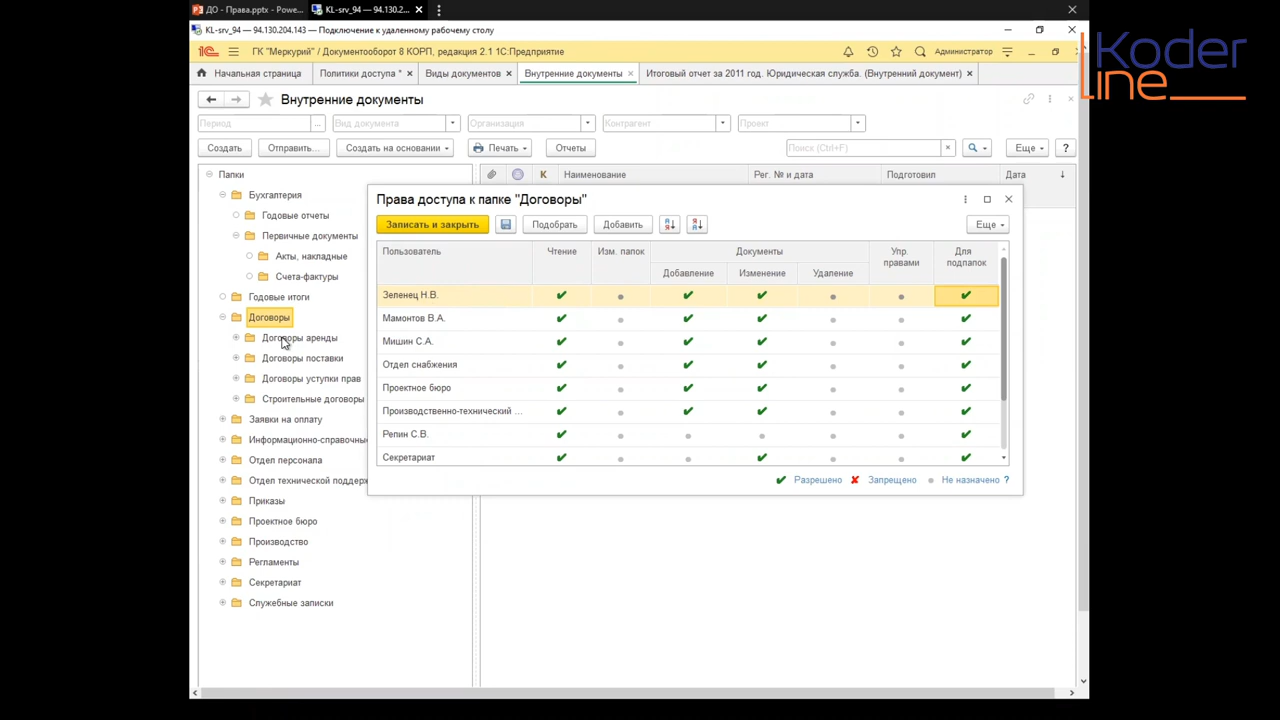 ДО - Права.pptx - Powe...
KL-srv_94 — 94.130.2...
KL-srv_94 — 94.130.204.143 — Подключение к удаленному рабочему столу
ГК "Меркурий" / Документооборот 8 КОРП, редакция 2.1 1С:Предприятие
Администратор
Начальная страница
Политики доступа *
Виды документов
Внутренние документы
Итоговый отчет за 2011 год. Юридическая служба. (Внутренний документ)
Koder
line
Внутренние документы
Период
Вид документа
Организация
Контрагент
Проект
Создать
Отправить...
Создать на основании
Печать
Отчеты
Поиск (Ctrl+F)
Еще
?
Папки
К
Наименование
Рег. № и дата
Подготовил
Дата
Бухгалтерия
Годовые отчеты
Первичные документы
Акты, накладные
Счета-фактуры
Годовые итоги
Договоры
Договоры аренды
Договоры поставки
Договоры уступки прав
Строительные договоры
Заявки на оплату
Информационно-справочны
Отдел персонала
Отдел технической поддерж
Приказы
Проектное бюро
Производство
Регламенты
Секретариат
Служебные записки
Права доступа к папке "Договоры"
Записать и закрыть
Подобрать
Добавить
Еще
Пользователь
Чтение
Изм. папок
Документы
Добавление
Изменение
Удаление
Упр. правами
Для подпапок
Зеленец Н.В.
Мамонтов В.А.
Мишин С.А.
Отдел снабжения
Проектное бюро
Производственно-технический ...
Репин С.В.
Секретариат
Разрешено
Запрещено
Не назначено ?